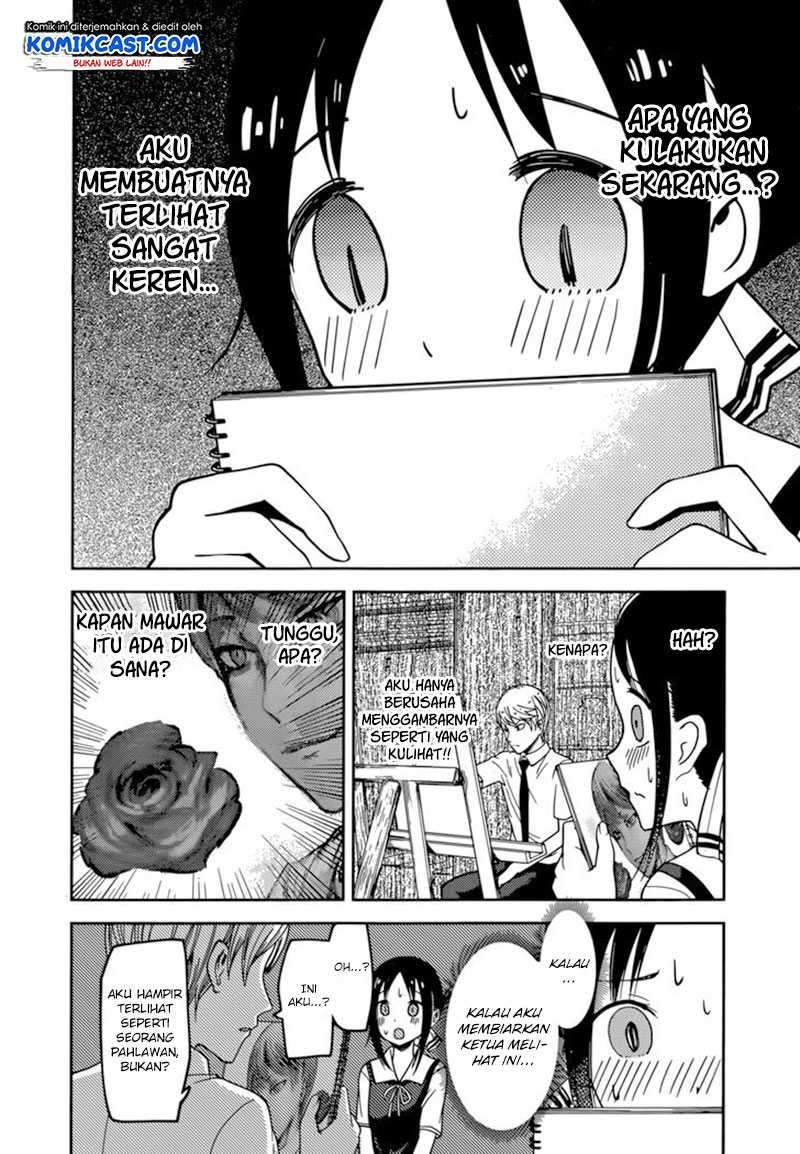 Komik ini diterjemahkan & diedit oleh
KOMIKCAST.COM
BUKAN WEB LAIN!!
APA YANG
KULAKUKAN
SEKARANG...?
AKU
MEMBUATNYA
TERLIHAT
SANGAT
KEREN...
HAH?
KENAPA?
AKU HANYA
BERUSAHA
MENGGAMBARNYA
SEPERTI YANG
KULIHAT!!
TUNGGU,
APA?
KAPAN MAWAR
ITU ADA DI
SANA?
KALAU
...
KALAU AKU
MEMBIARKAN
KETUA MELI-
HAT INI...
OH...?
INI
AKU...?
AKU HAMPIR
TERLIHAT
SEPERTI
SEORANG
PAHLAWAN,
BUKAN?